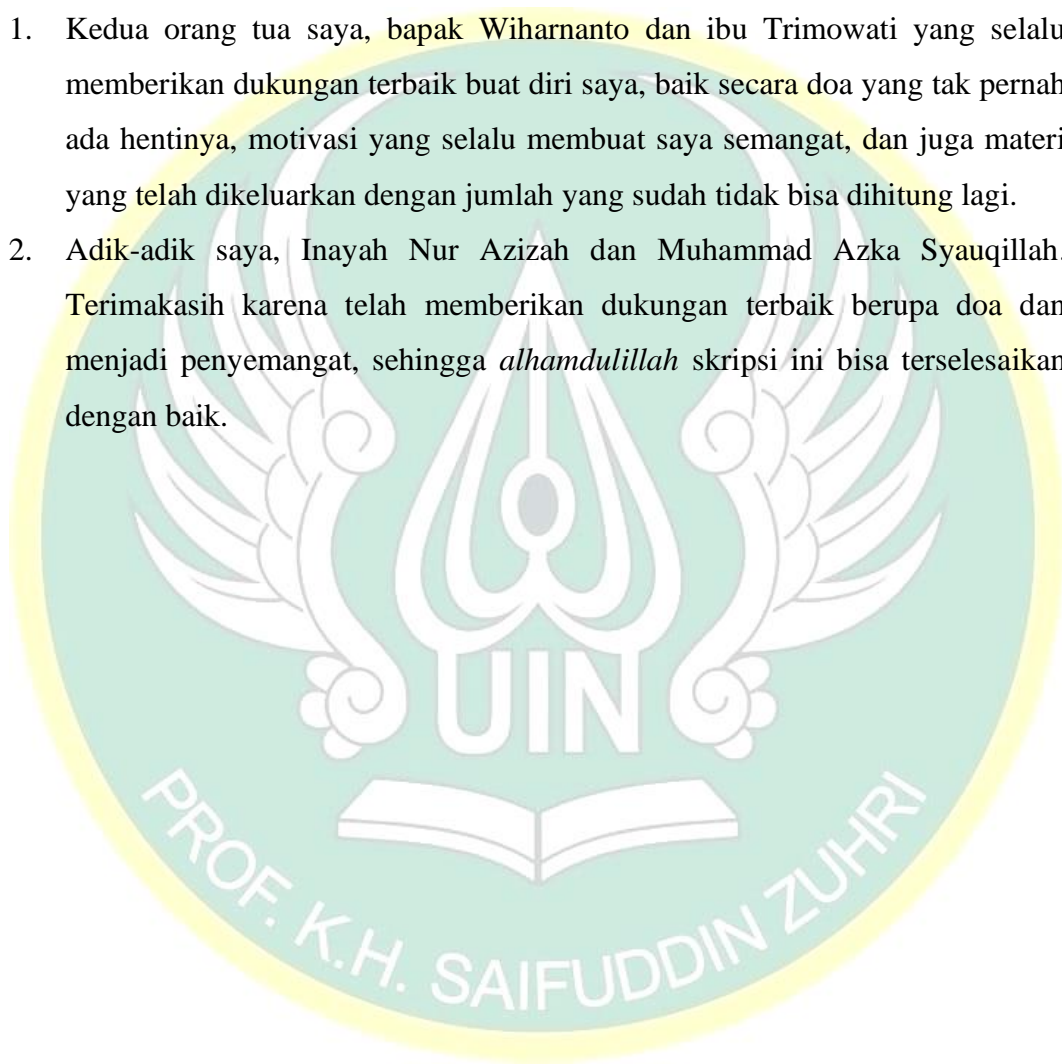 1. Kedua orang tua saya, bapak Wiharnanto dan ibu Trimowati yang selalu
memberikan dukungan terbaik buat diri saya, baik secara doa yang tak pernah
ada hentinya, motivasi yang selalu membuat saya semangat, dan juga materi
yang telah dikeluarkan dengan jumlah yang sudah tidak bisa dihitung lagi.
2. Adik-adik saya, Inayah Nur Azizah dan Muhammad Azka Syauqillah.
Terimakasih karena telah memberikan dukungan terbaik berupa doa dan
menjadi penyemangat, sehingga alhamdulillah skripsi ini bisa terselesaikan
dengan baik.
UIN
PROF. K.H. SAIFUDDIN ZUHRI